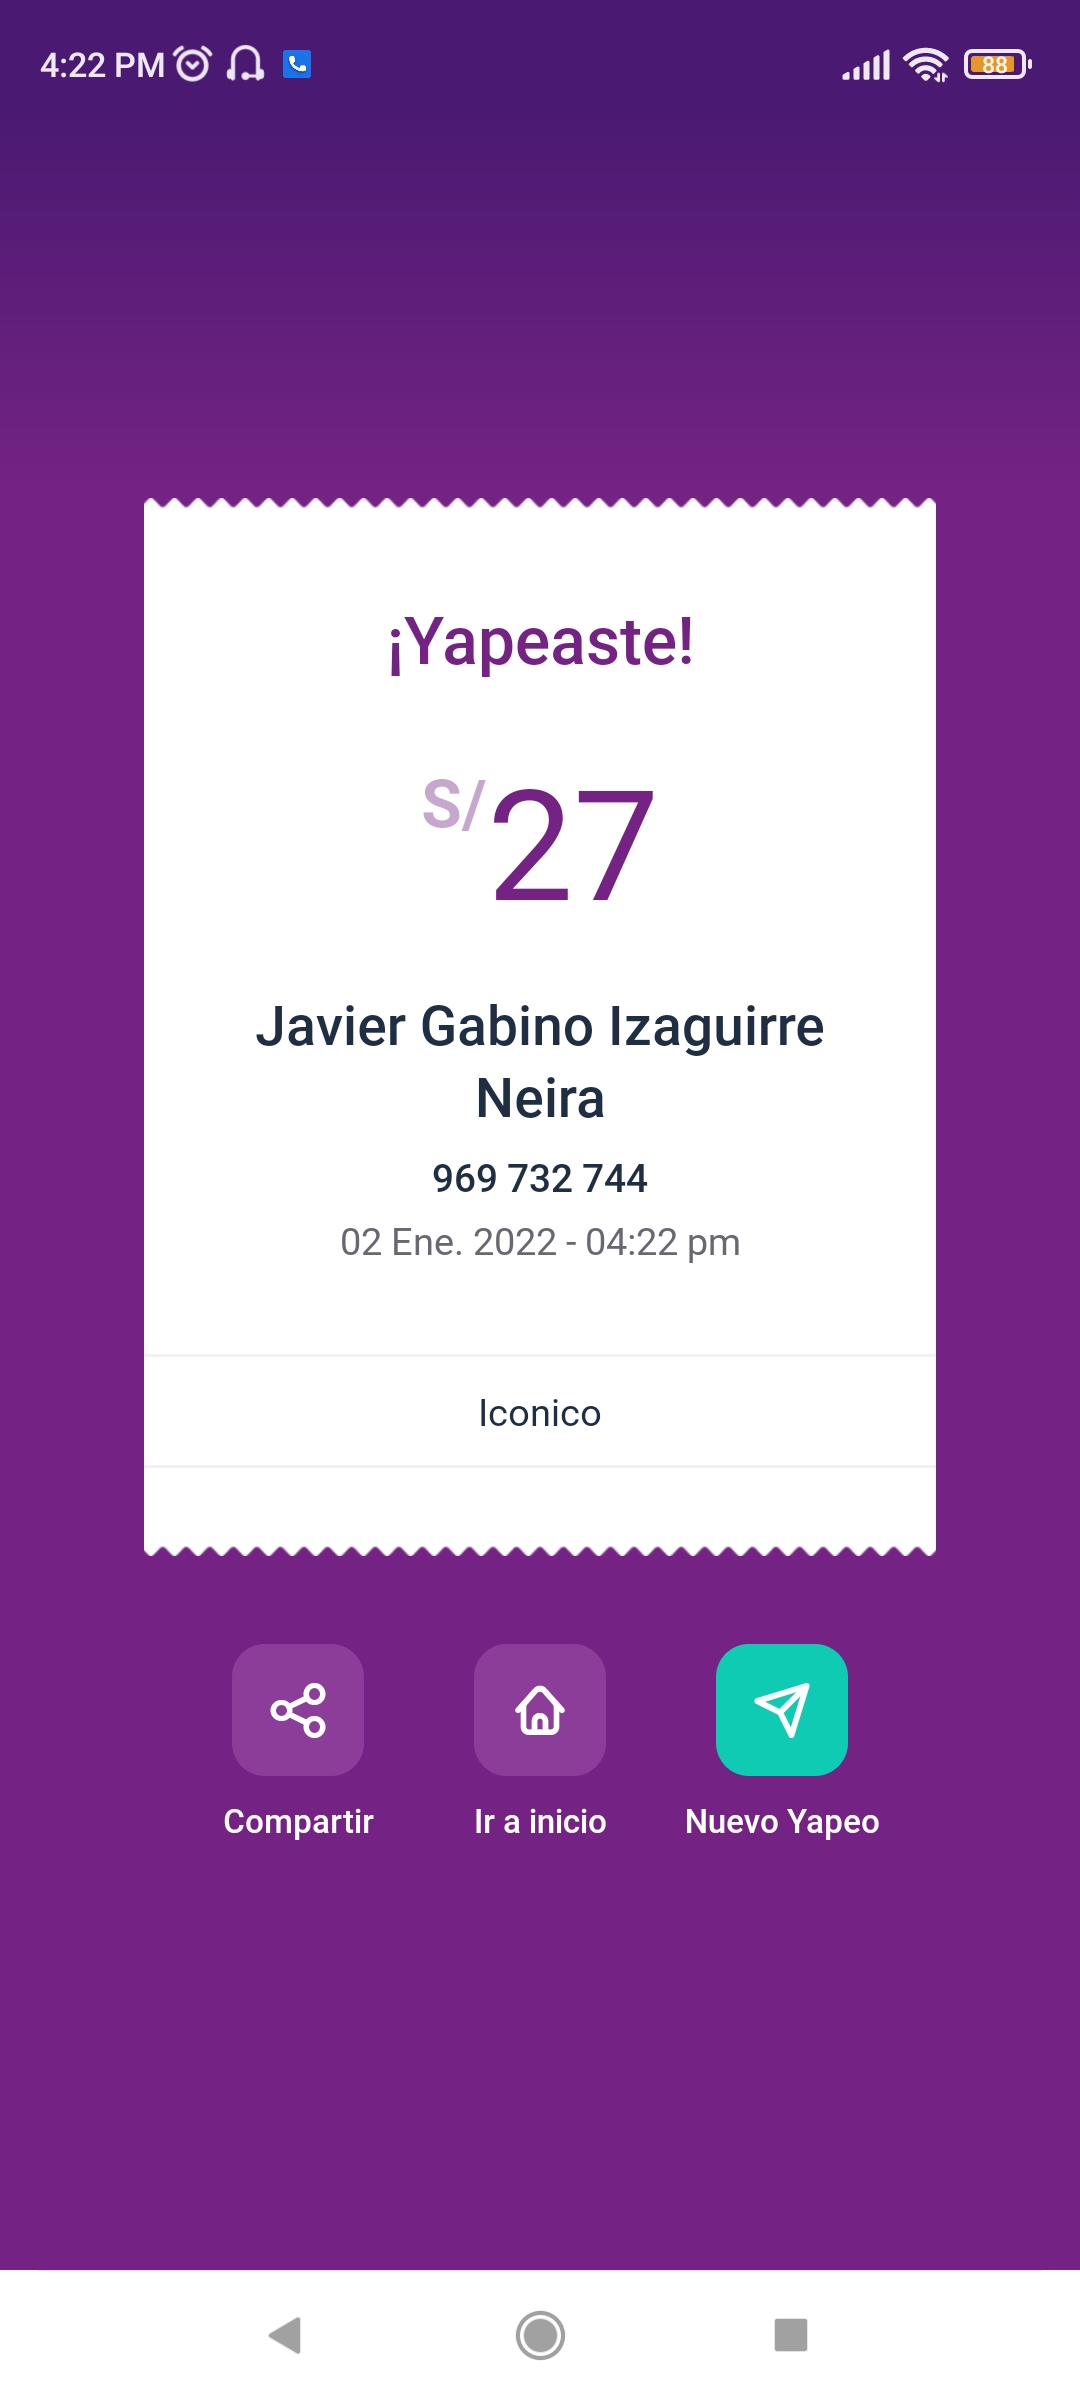 4:22 PM
88
¡Yapeaste!
S/27
Javier Gabino Izaguirre
Neira
969 732 744
02 Ene. 2022 - 04:22 pm
Iconico
Compartir
Ir a inicio
Nuevo Yapeo